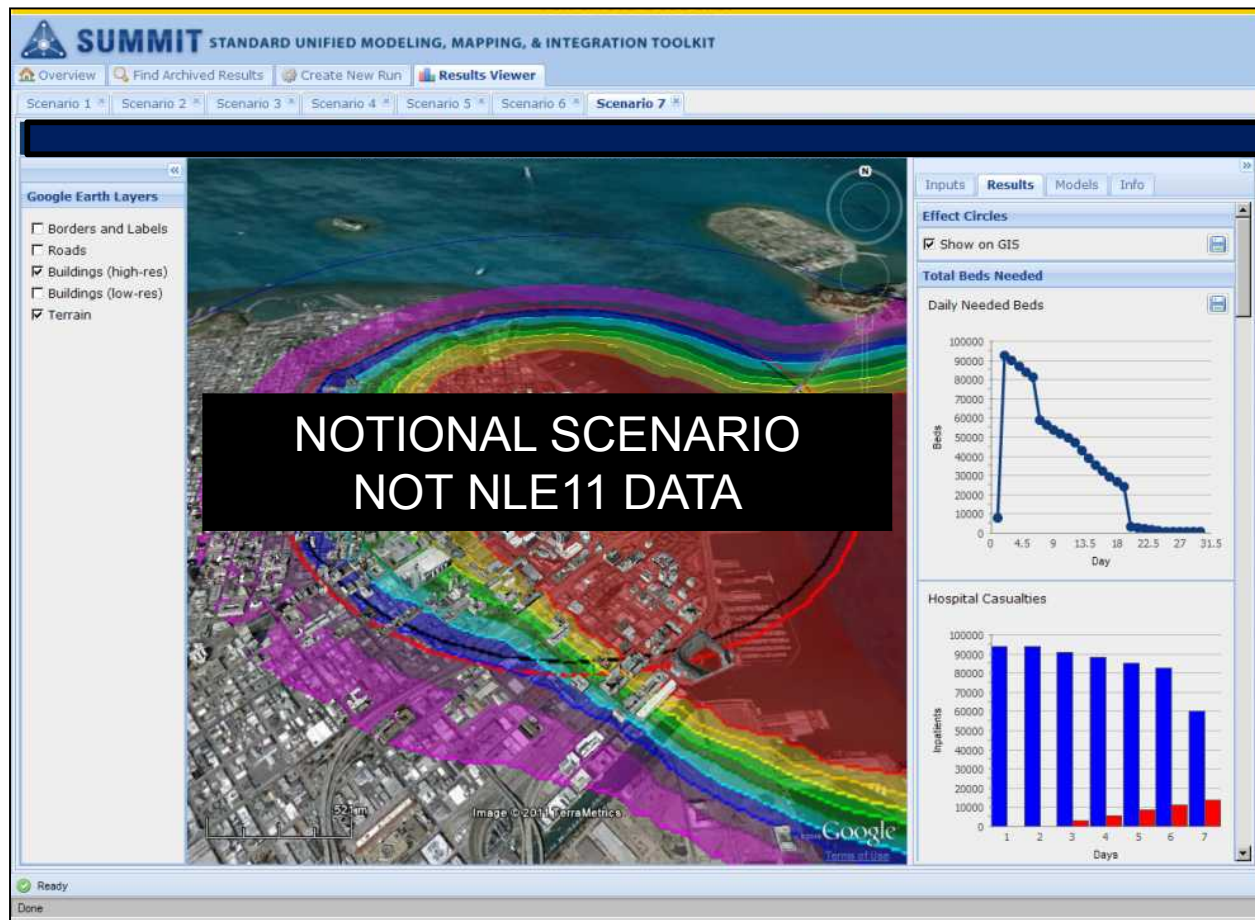 SUMMIT STANDARD UNIFIED MODELING, MAPPING, & INTEGRATION TOOLKIT
Overview Find Archived Results Create New Run Results Viewer
Scenario 1 Scenario 2 Scenario 3 Scenario 4 Scenario 5 Scenario 6 Scenario 7
Google Earth Layers
Borders and Labels
Roads
Buildings (high-res)
Buildings (low-res)
Terrain
N
NOTIONAL SCENARIO
NOT NLE11 DATA
521 m
Image © 2011 TerraMetrics
Google
Terms of Use
Inputs Results Models Info
Effect Circles
Show on GIS
Total Beds Needed
Daily Needed Beds
100000
90000
80000
70000
60000
50000
40000
30000
20000
10000
0
Beds
0 4.5 9 13.5 18 22.5 27 31.5
Day
Hospital Casualties
100000
90000
80000
70000
60000
50000
40000
30000
20000
10000
0
Inpatients
1 2 3 4 5 6 7
Days
Ready
Done